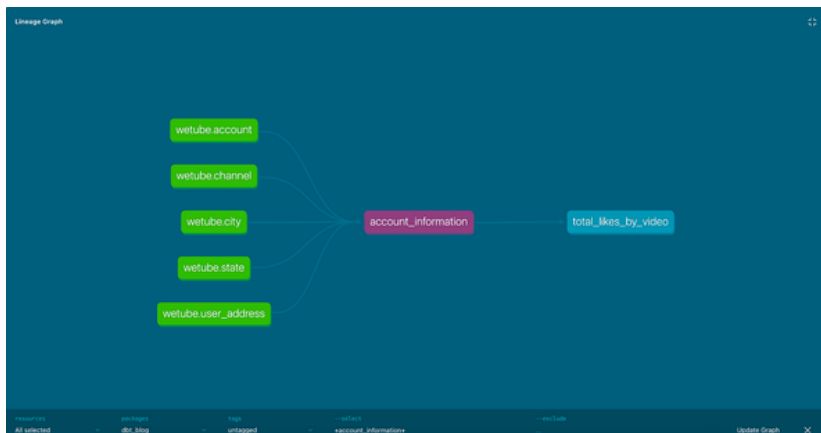 Lineage Graph
wetube.account
wetube.channel
wetube.city
account_information
total_likes_by_video
wetube.state
wetube.user_address
resources packages tags --select --exclude
All selected dbt_blog untagged +account_information+ Update Graph